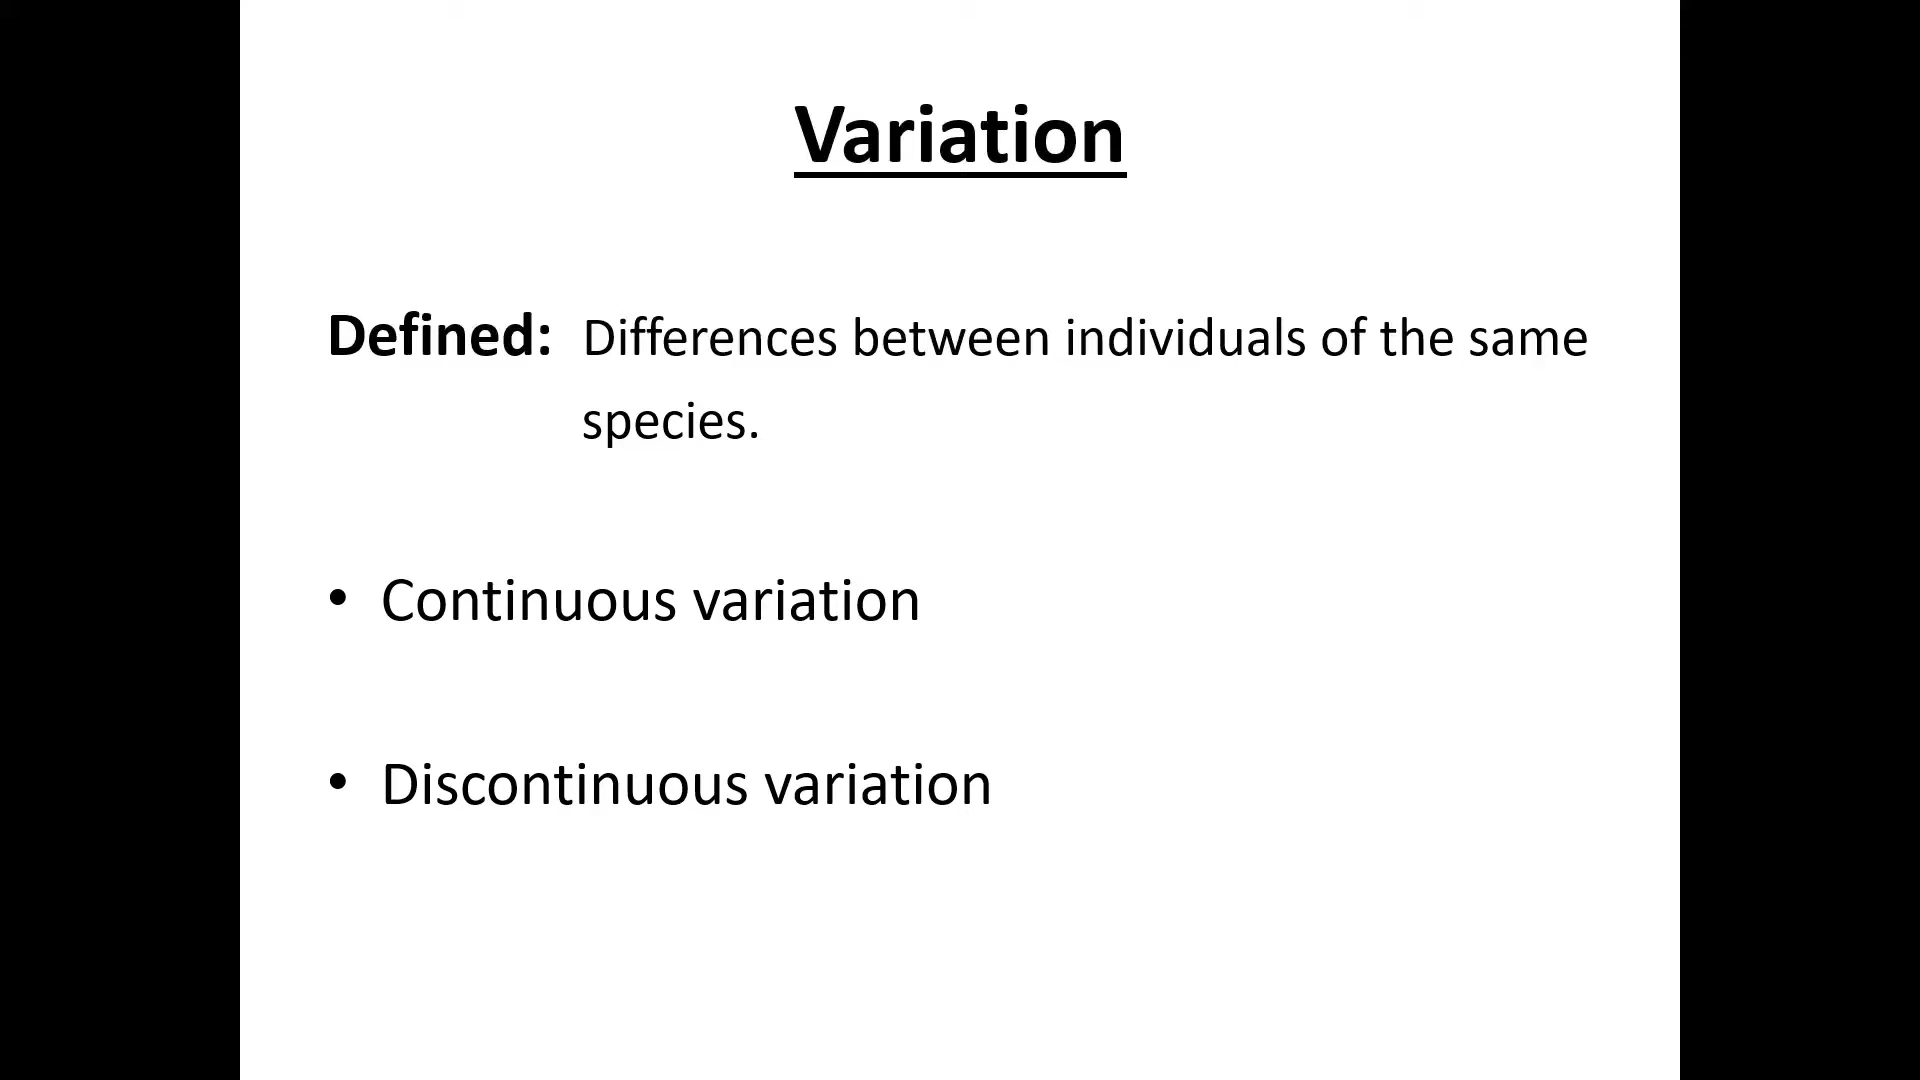 Variation
Defined: Differences between individuals of the same
species.
• Continuous variation
• Discontinuous variation